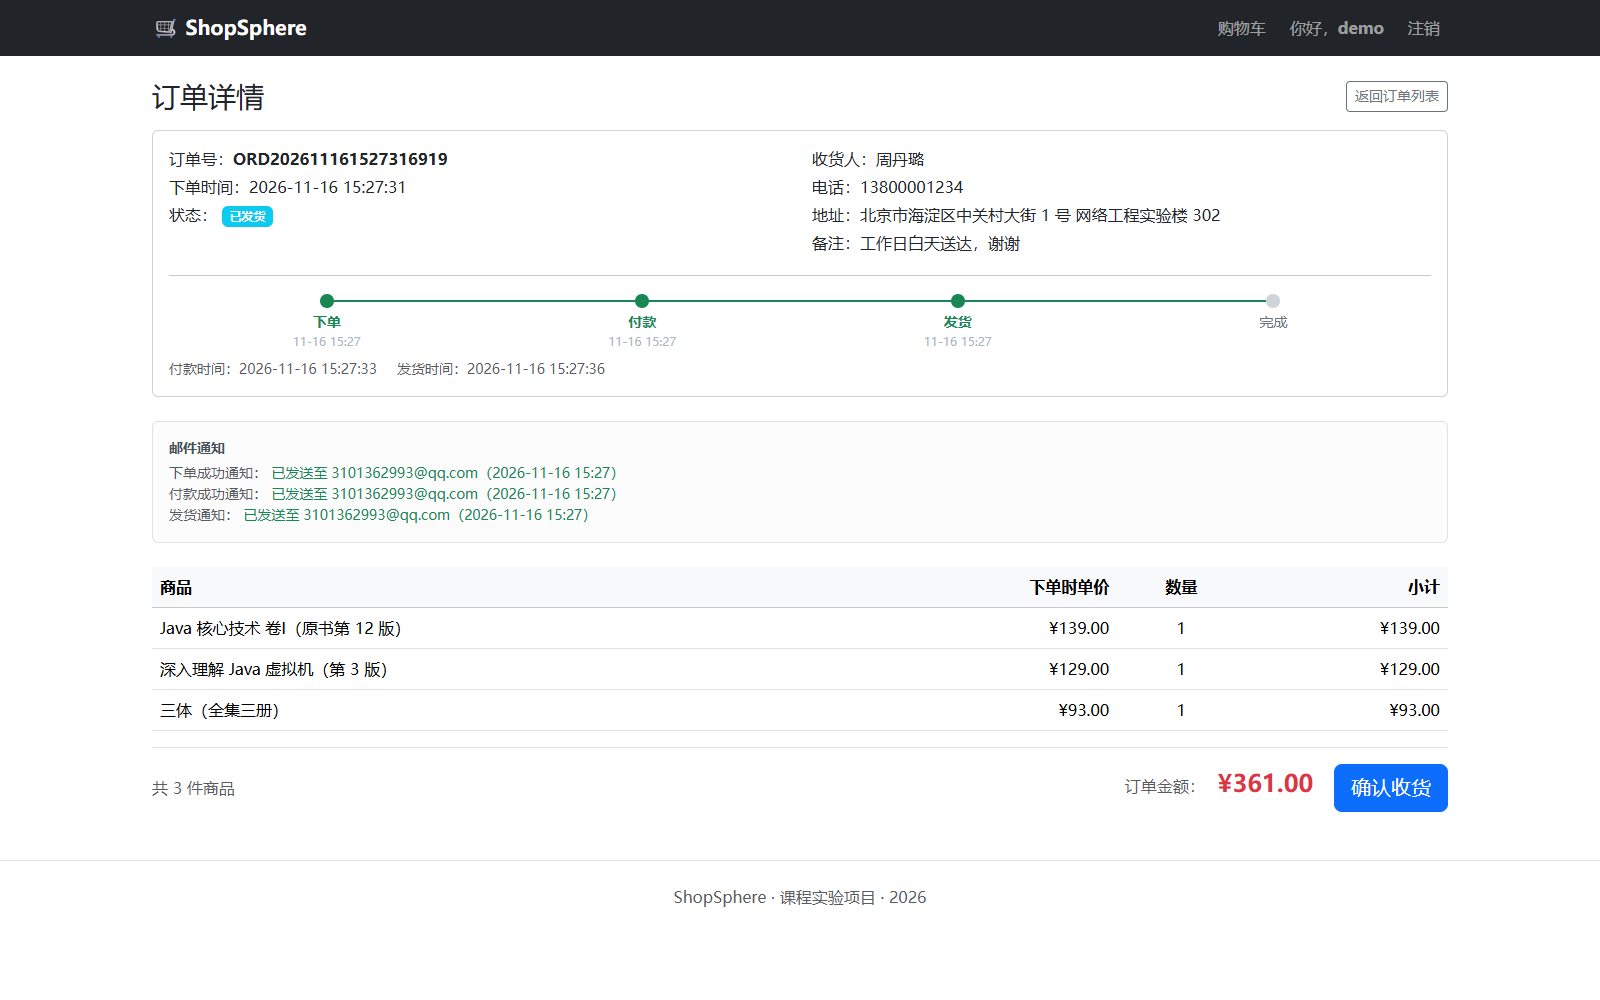 ShopSphere
购物车 你好，demo 注销
订单详情
返回订单列表
订单号：ORD202611161527316919
下单时间：2026-11-16 15:27:31
状态： 已发货
收货人：周丹璐
电话：13800001234
地址：北京市海淀区中关村大街 1 号 网络工程实验楼 302
备注：工作日白天送达，谢谢
下单 付款 发货 完成
11-16 15:27 11-16 15:27 11-16 15:27
付款时间：2026-11-16 15:27:33 发货时间：2026-11-16 15:27:36
邮件通知
下单成功通知： 已发送至 3101362993@qq.com（2026-11-16 15:27）
付款成功通知： 已发送至 3101362993@qq.com（2026-11-16 15:27）
发货通知： 已发送至 3101362993@qq.com（2026-11-16 15:27）
商品 下单时单价 数量 小计
Java 核心技术 卷I（原书第 12 版） ¥139.00 1 ¥139.00
深入理解 Java 虚拟机（第 3 版） ¥129.00 1 ¥129.00
三体（全集三册） ¥93.00 1 ¥93.00
共 3 件商品 订单金额： ¥361.00 确认收货
ShopSphere · 课程实验项目 · 2026